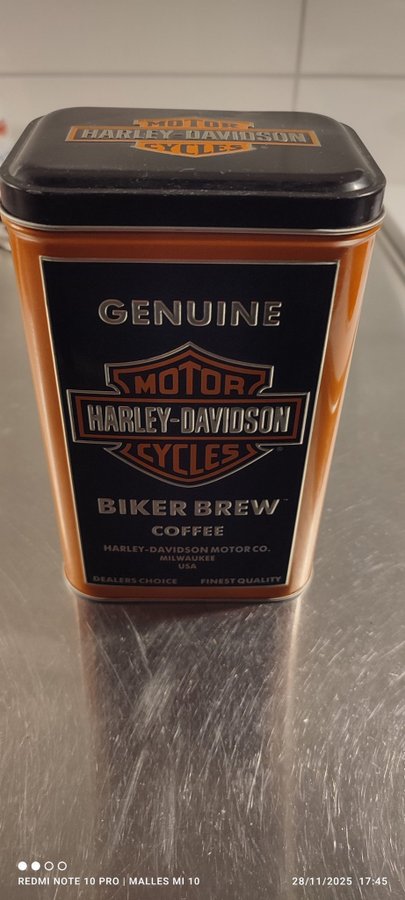 MOTOR
HARLEY-DAVIDSON
CYCLES
GENUINE
MOTOR
HARLEY-DAVIDSON
CYCLES
BIKER BREW™
COFFEE
HARLEY-DAVIDSON MOTOR CO.
MILWAUKEE
USA
DEALERS CHOICE FINEST QUALITY
REDMI NOTE 10 PRO | MALLES MI 10 28/11/2025 17:45